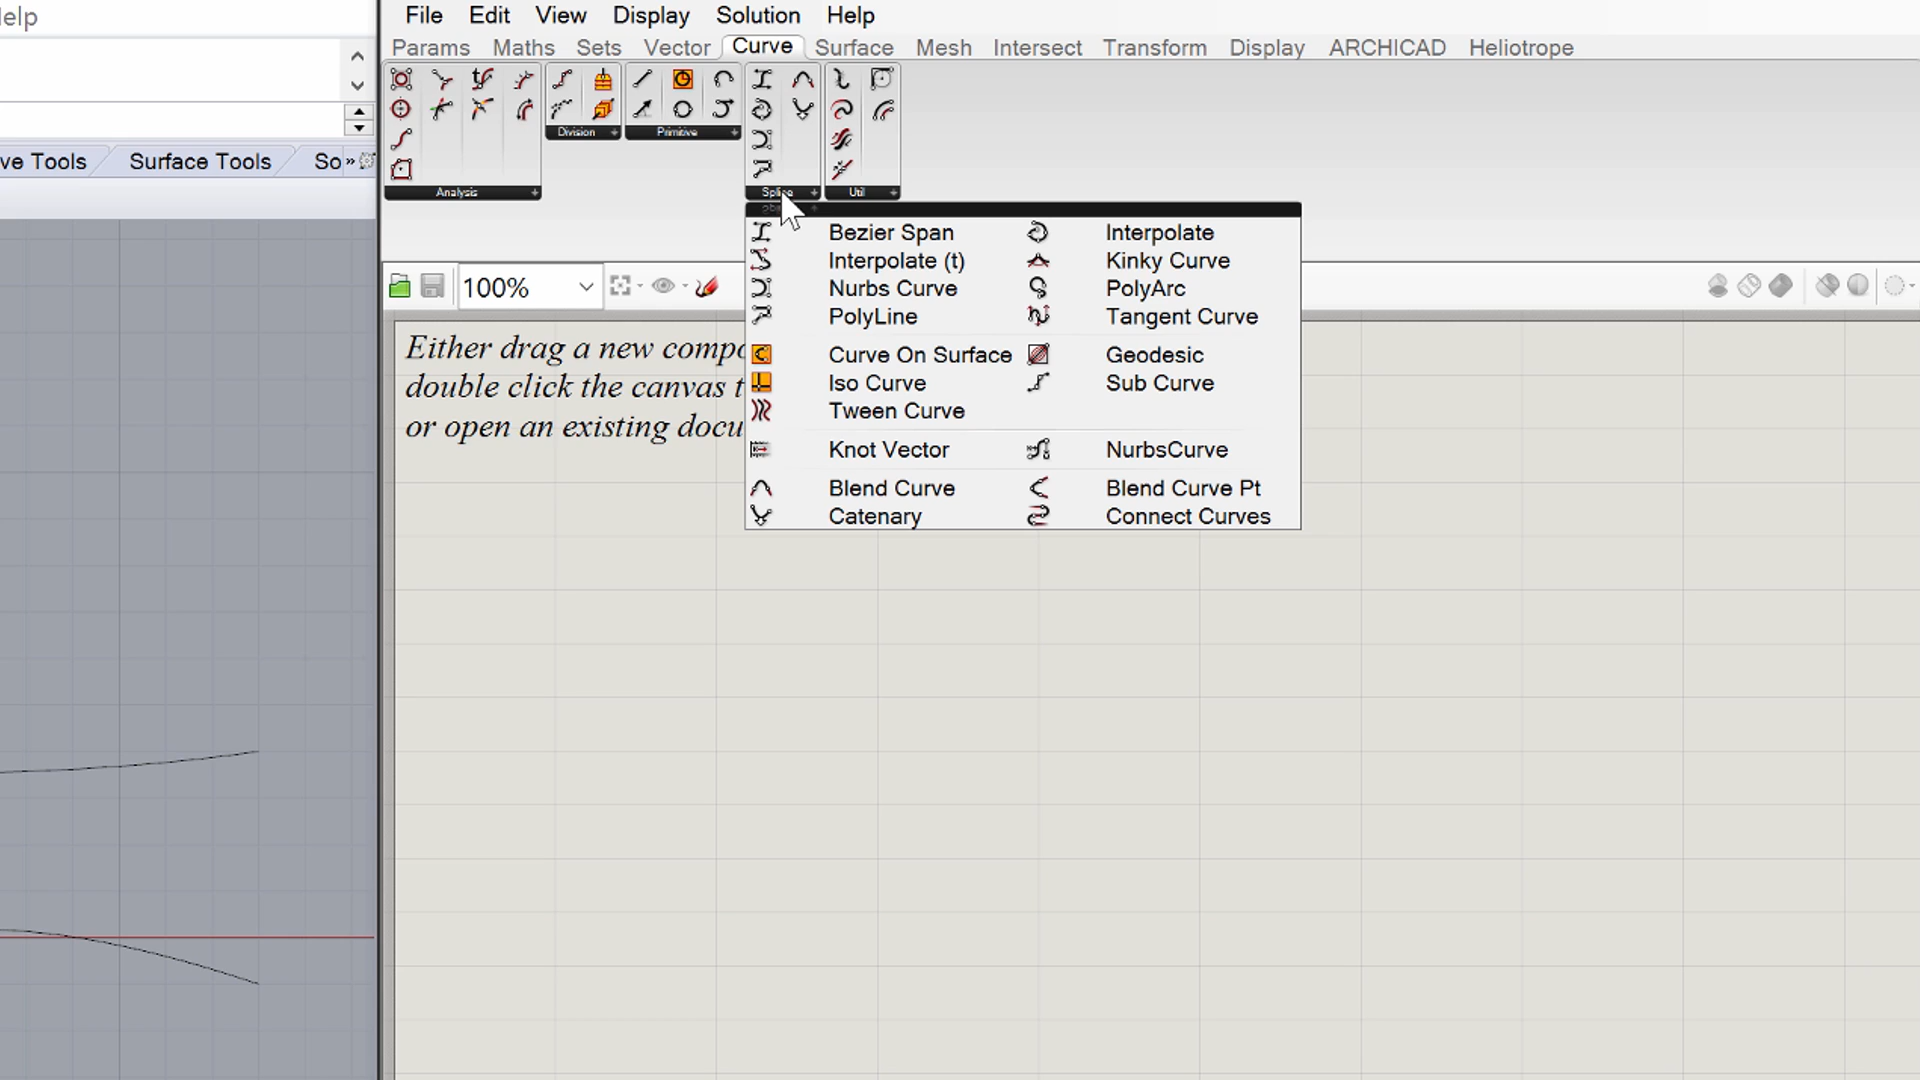 elp
ve Tools
Surface Tools
So
»
File Edit View Display Solution Help
Params Maths Sets Vector Curve Surface Mesh Intersect Transform Display ARCHICAD Heliotrope
Analysis + Division + Primitive + Spline + Util +
100%
Either drag a new compo
double click the canvas t
or open an existing docu
Bezier Span Interpolate
Interpolate (t) Kinky Curve
Nurbs Curve PolyArc
PolyLine Tangent Curve
Curve On Surface Geodesic
Iso Curve Sub Curve
Tween Curve
Knot Vector NurbsCurve
Blend Curve Blend Curve Pt
Catenary Connect Curves